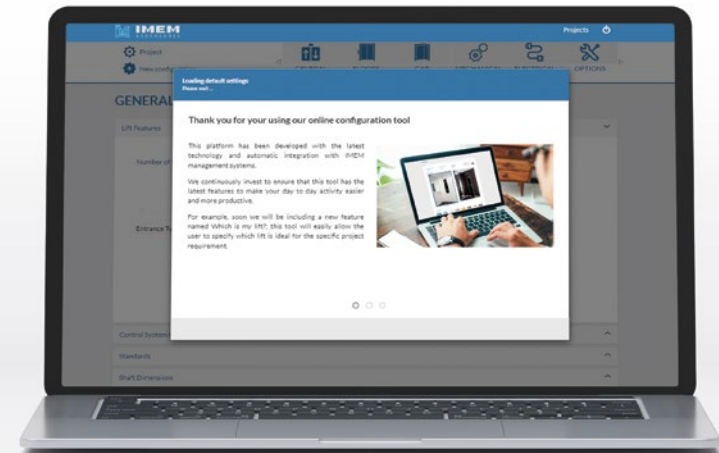 IMEM
Projects
Project
New config
OPTIONS
GENERAL
Loading default settings
Please wait ...
Lift Features
Thank you for your using our online configuration tool
This platform has been developed with the latest
technology and automatic integration with IMEM
management systems.
Number of
We continuously invest to ensure that this tool has the
latest features to make your day to day activity easier
and more productive.
For example, soon we will be including a new feature
named Which is my lift?; this tool will easily allow the
user to specify which lift is ideal for the specific project
requirement.
Entrance Ty
Control System
Standards
Shaft Dimensions